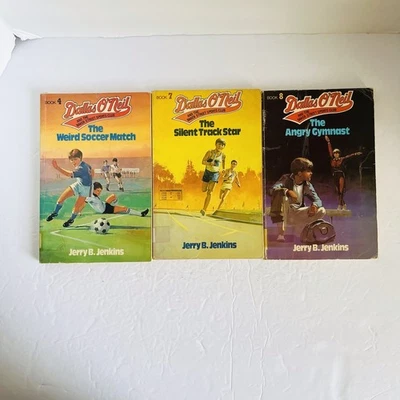 BOOK 4
Dallas O'Neil
The
Weird Soccer Match
Jerry B. Jenkins
BOOK 7
Dallas O'Neil
The
Silent Track Star
Jerry B. Jenkins
BOOK 8
Dallas O'Neil
The
Angry Gymnast
Jerry B. Jenkins